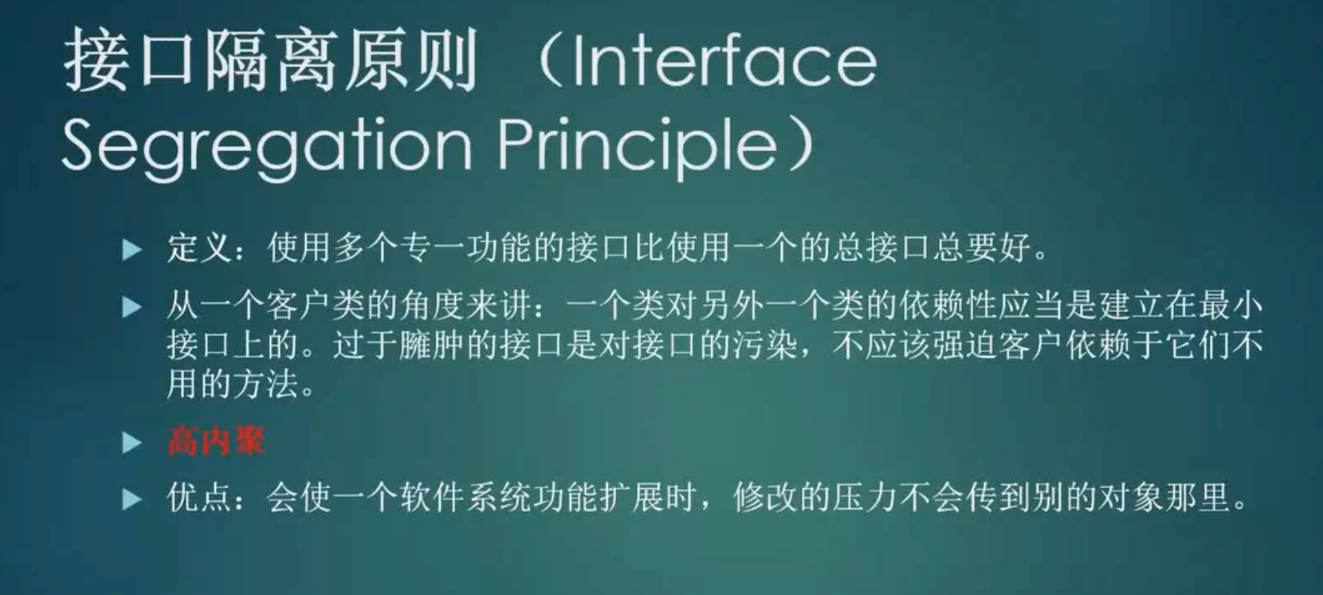 接口隔离原则 （Interface
Segregation Principle）
定义：使用多个专一功能的接口比使用一个的总接口总要好。
从一个客户类的角度来讲：一个类对另外一个类的依赖性应当是建立在最小
接口上的。过于臃肿的接口是对接口的污染，不应该强迫客户依赖于它们不
用的方法。
高内聚
优点：会使一个软件系统功能扩展时，修改的压力不会传到别的对象那里。